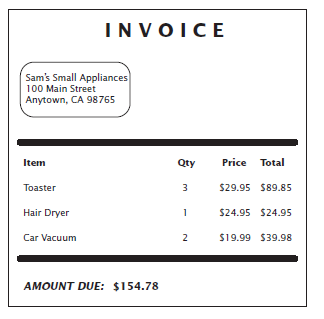 INVOICE
Sam's Small Appliances
100 Main Street
Anytown, CA 98765
Item Qty Price Total
Toaster 3 $29.95 $89.85
Hair Dryer 1 $24.95 $24.95
Car Vacuum 2 $19.99 $39.98
AMOUNT DUE: $154.78